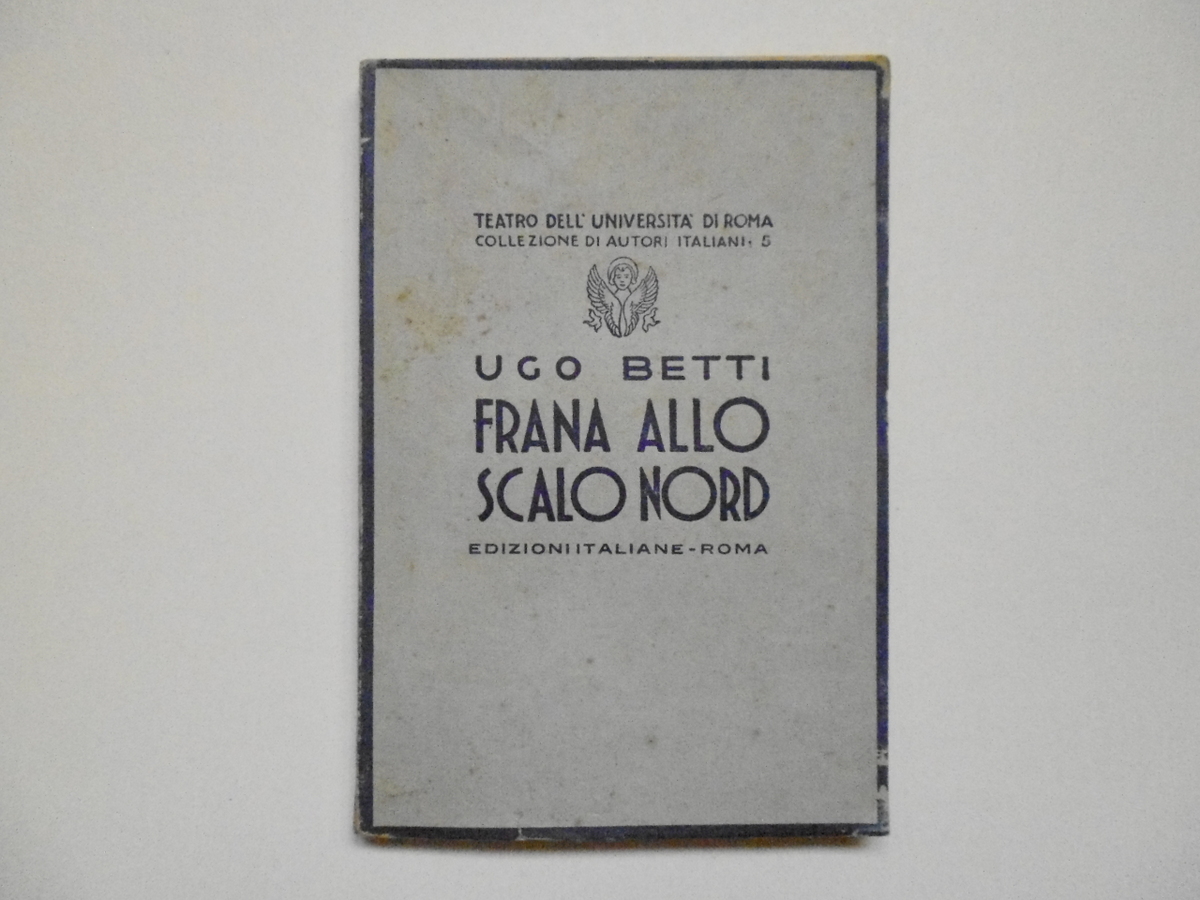 TEATRO DELL' UNIVERSITA' DI ROMA
COLLEZIONE DI AUTORI ITALIANI · 5
UGO BETTI
FRANA ALLO
SCALO NORD
EDIZIONI ITALIANE - ROMA